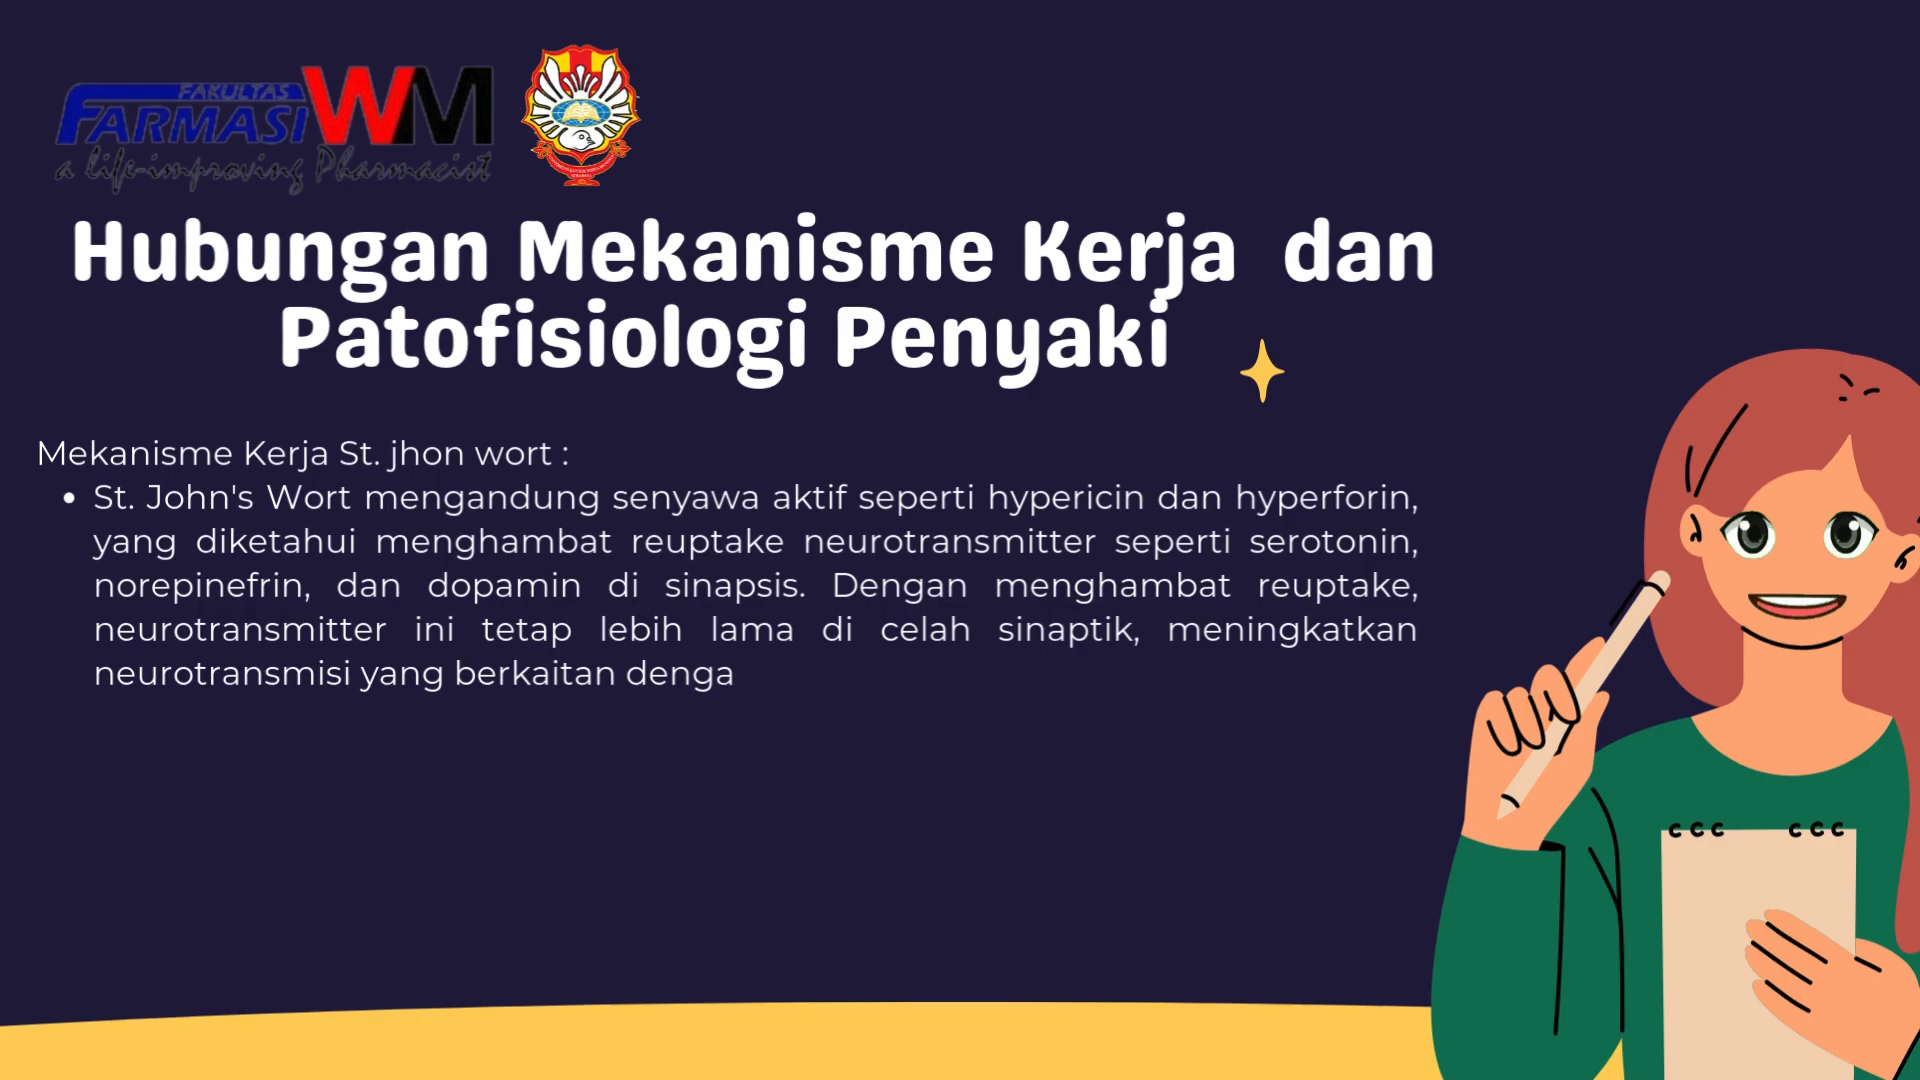 FAKULTAS
FARMASI WM
a life-improving Pharmacist
Hubungan Mekanisme Kerja dan
Patofisiologi Penyaki
Mekanisme Kerja St. jhon wort :
• St. John's Wort mengandung senyawa aktif seperti hypericin dan hyperforin,
yang diketahui menghambat reuptake neurotransmitter seperti serotonin,
norepinefrin, dan dopamin di sinapsis. Dengan menghambat reuptake,
neurotransmitter ini tetap lebih lama di celah sinaptik, meningkatkan
neurotransmisi yang berkaitan denga